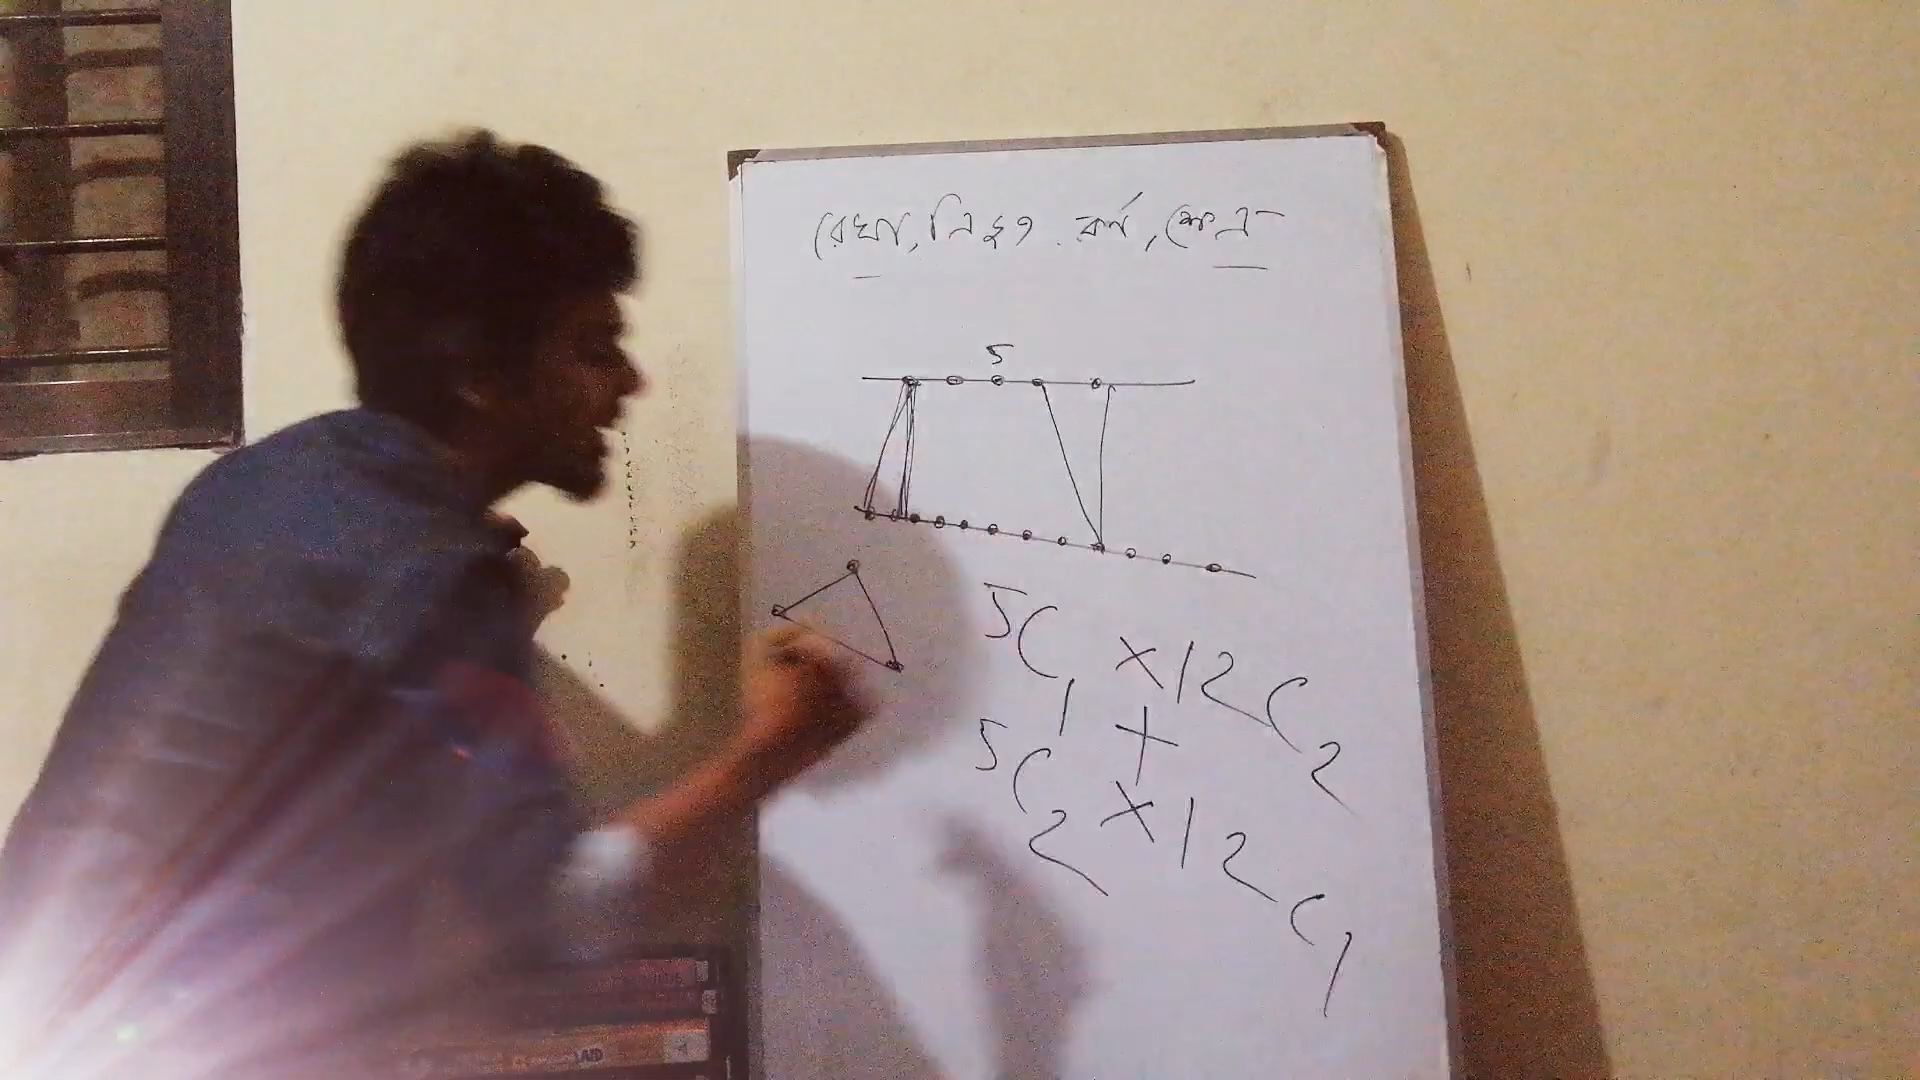 রেখা, ত্রিভুজ, কর্ণ, ক্ষেত্র
5
5C1 × 12C2
+
5C2 × 12C1